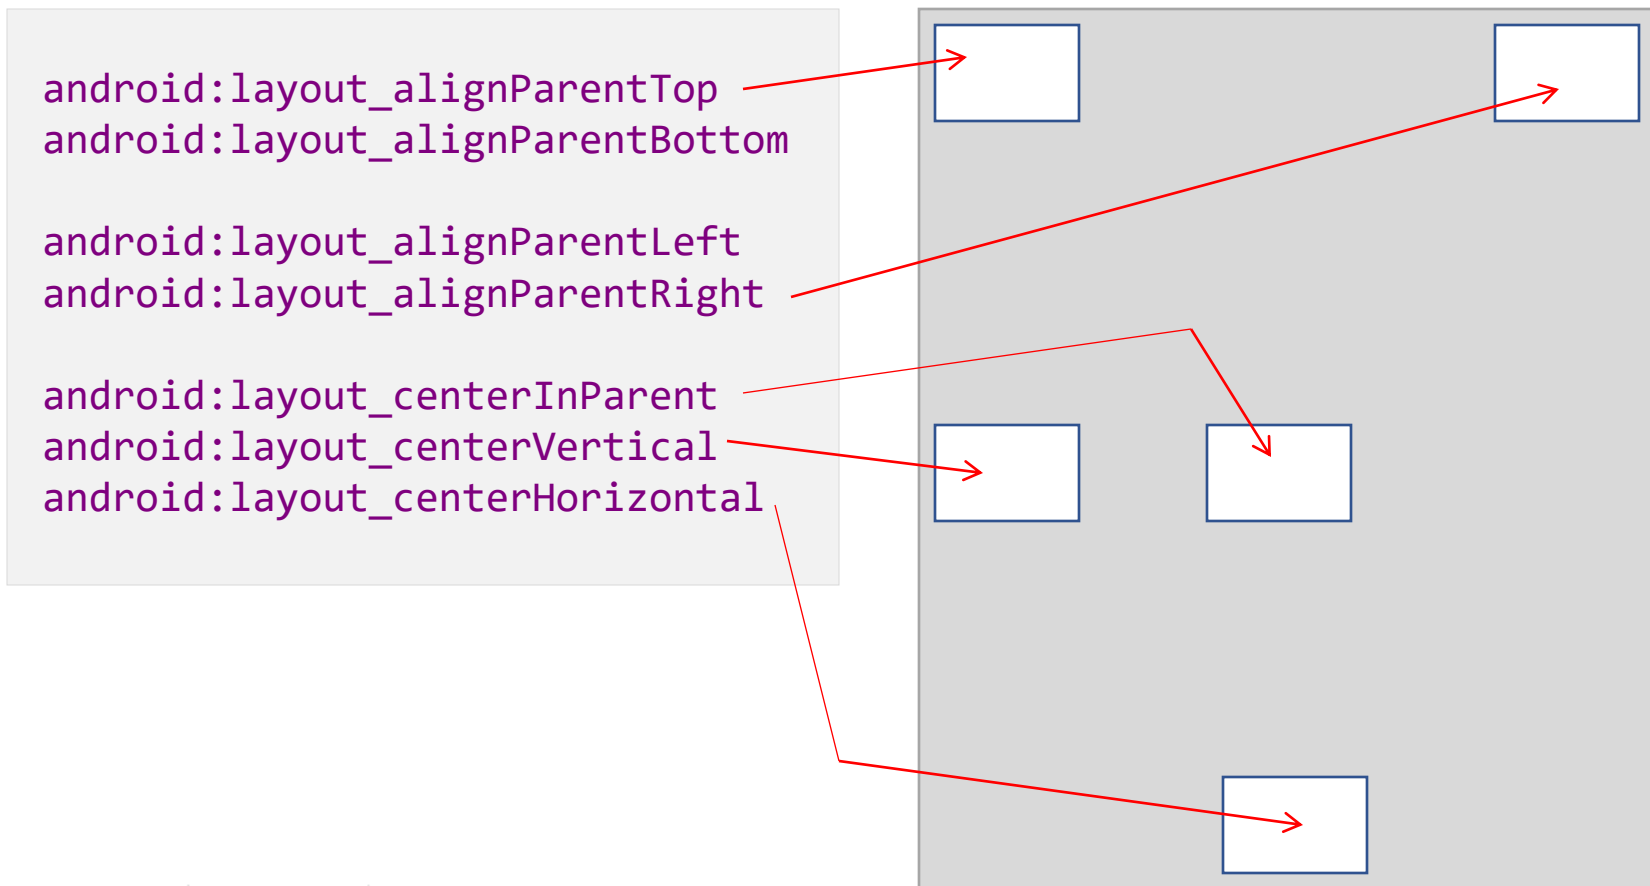 android:layout_alignParentTop
android:layout_alignParentBottom
android:layout_alignParentLeft
android:layout_alignParentRight
android:layout_centerInParent
android:layout_centerVertical
android:layout_centerHorizontal